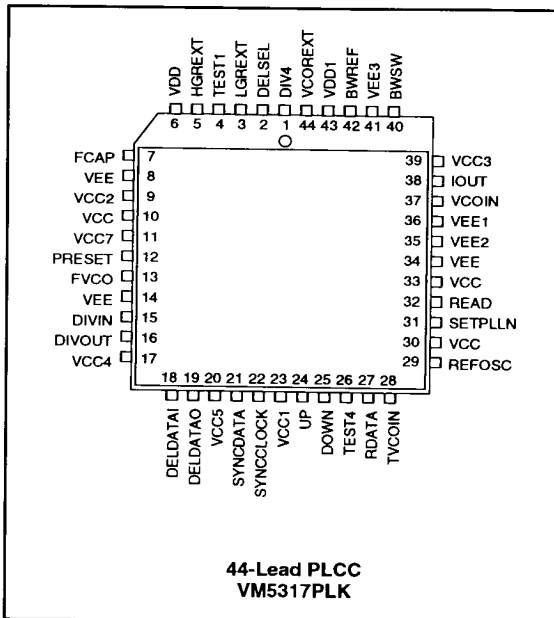 VDD HGREXT TEST1 LGREXT DELSEL DIV4 VCOREXT VDD1 BWREF VEE3 BWSW
6 5 4 3 2 1 44 43 42 41 40
FCAP 7 39 VCC3
VEE 8 38 IOUT
VCC2 9 37 VCOIN
VCC 10 36 VEE1
VCC7 11 35 VEE2
PRESET 12 34 VEE
FVCO 13 33 VCC
VEE 14 32 READ
DIVIN 15 31 SETPLLN
DIVOUT 16 30 VCC
VCC4 17 29 REFOSC
18 19 20 21 22 23 24 25 26 27 28
DELDATAI DELDATAO VCC5 SYNCDATA SYNCCLOCK VCC1 UP DOWN TEST4 RDATA TVCOIN
44-Lead PLCC
VM5317PLK